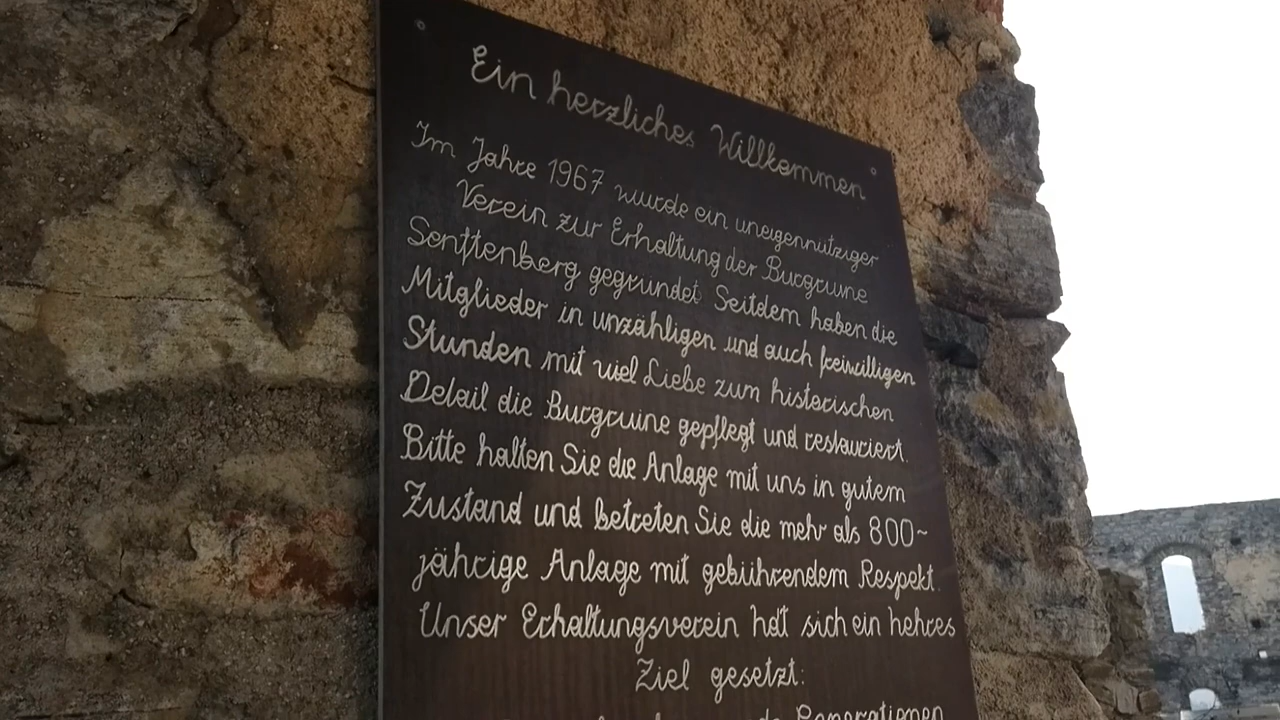 Ein herzliches Willkommen
Im Jahre 1967 wurde ein uneigennütziger
Verein zur Erhaltung der Burgruine
Senftenberg gegründet Seitdem haben die
Mitglieder in unzähligen und auch freiwilligen
Stunden mit viel Liebe zum historischen
Detail die Burgruine gepflegt und restauriert.
Bitte halten Sie die Anlage mit uns in gutem
Zustand und betreten Sie die mehr als 800~
jährige Anlage mit gebührendem Respekt.
Unser Erhaltungsverein hat sich ein hehres
Ziel gesetzt:
Generationen